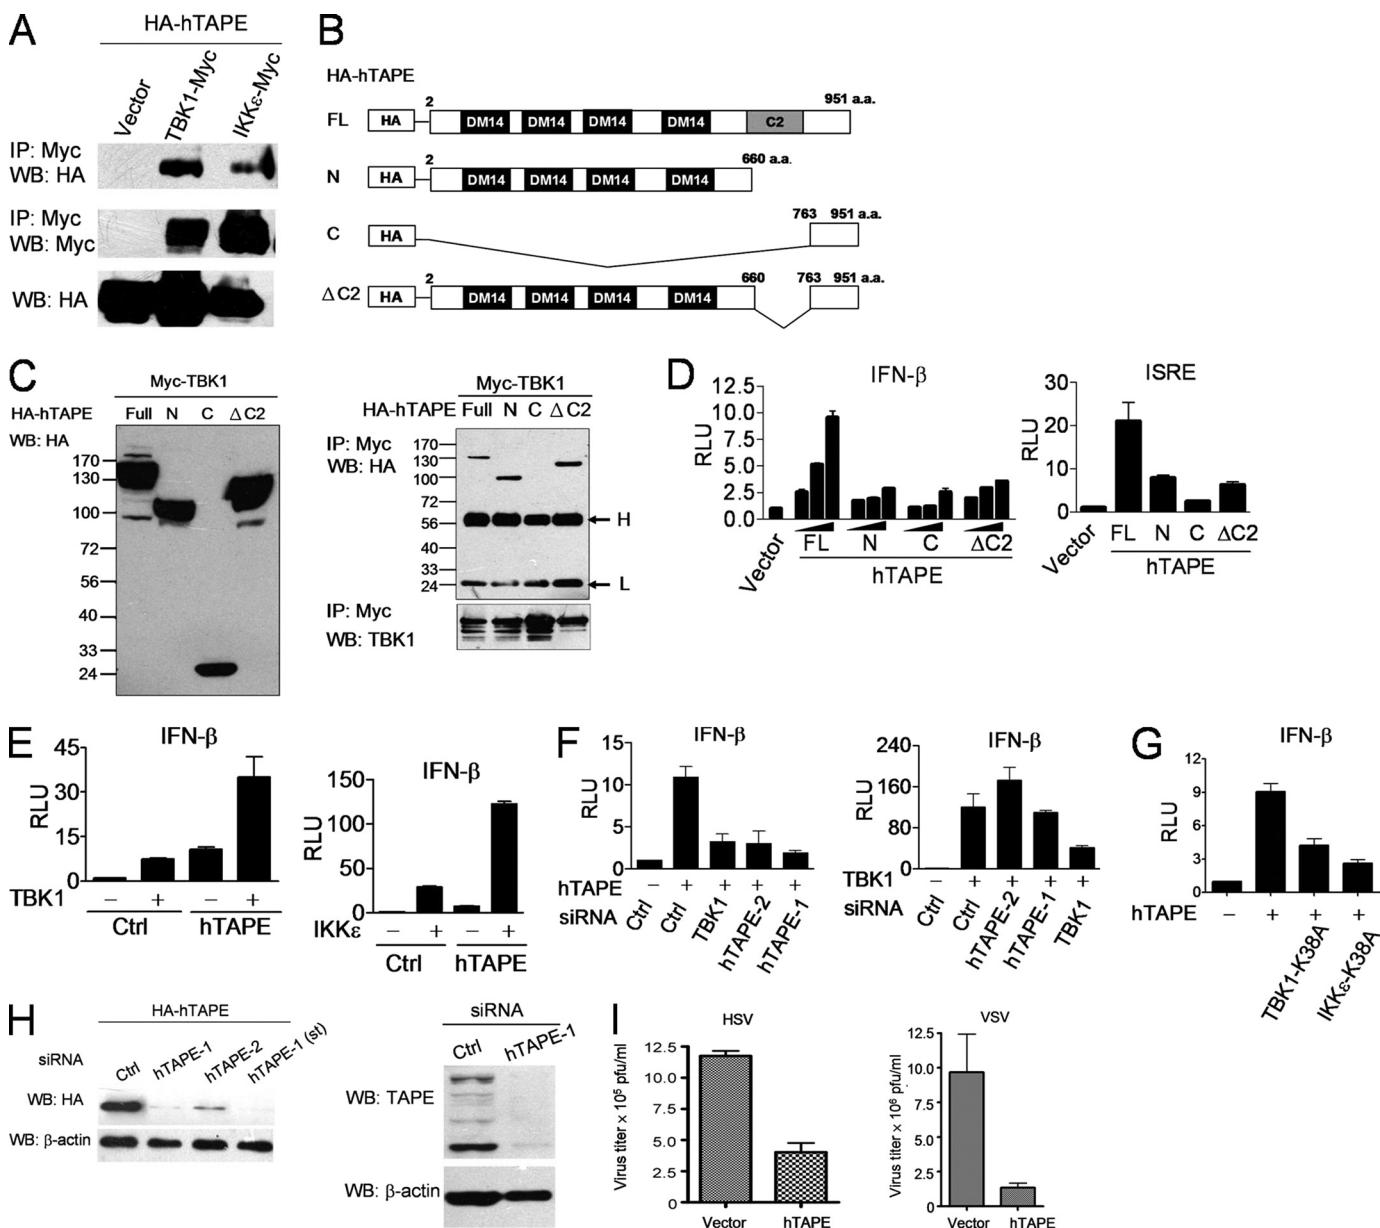 A
HA-hTAPE
Vector
TBK1-Myc
IKKε-Myc
IP: Myc
WB: HA
IP: Myc
WB: Myc
WB: HA
B
HA-hTAPE
FL HA 2 DM14 DM14 DM14 DM14 C2 951 a.a.
N HA 2 DM14 DM14 DM14 DM14 660 a.a.
C HA 763 951 a.a.
ΔC2 HA 2 DM14 DM14 DM14 DM14 660 763 951 a.a.
C
Myc-TBK1
HA-hTAPE Full N C ΔC2
WB: HA
170
130
100
72
56
40
33
24
Myc-TBK1
HA-hTAPE Full N C ΔC2
IP: Myc
WB: HA
170
130
100
72
56
40
33
24
H
L
IP: Myc
WB: TBK1
D
IFN-β
RLU
12.5
10.0
7.5
5.0
2.5
0.0
Vector
FL N C ΔC2
hTAPE
ISRE
RLU
30
20
10
0
Vector
FL N C ΔC2
hTAPE
E
IFN-β
RLU
45
30
15
0
TBK1 – + – +
Ctrl hTAPE
IFN-β
RLU
150
100
50
0
IKKε – + – +
Ctrl hTAPE
F
IFN-β
RLU
15
10
5
0
hTAPE – + + + +
siRNA Ctrl Ctrl TBK1 hTAPE-2 hTAPE-1
IFN-β
RLU
240
160
80
0
TBK1 – + + + +
siRNA Ctrl Ctrl hTAPE-2 hTAPE-1 TBK1
G
IFN-β
RLU
12
9
6
3
0
hTAPE – + + +
TBK1-K38A
IKKε-K38A
H
HA-hTAPE
siRNA Ctrl hTAPE-1 hTAPE-2 hTAPE-1 (st)
WB: HA
WB: β-actin
siRNA
Ctrl hTAPE-1
WB: TAPE
WB: β-actin
I
HSV
Virus titer × 10⁵ pfu/ml
12.5
10.0
7.5
5.0
2.5
0
Vector hTAPE
VSV
Virus titer × 10⁶ pfu/ml
12.5
10.0
7.5
5.0
2.5
0
Vector hTAPE